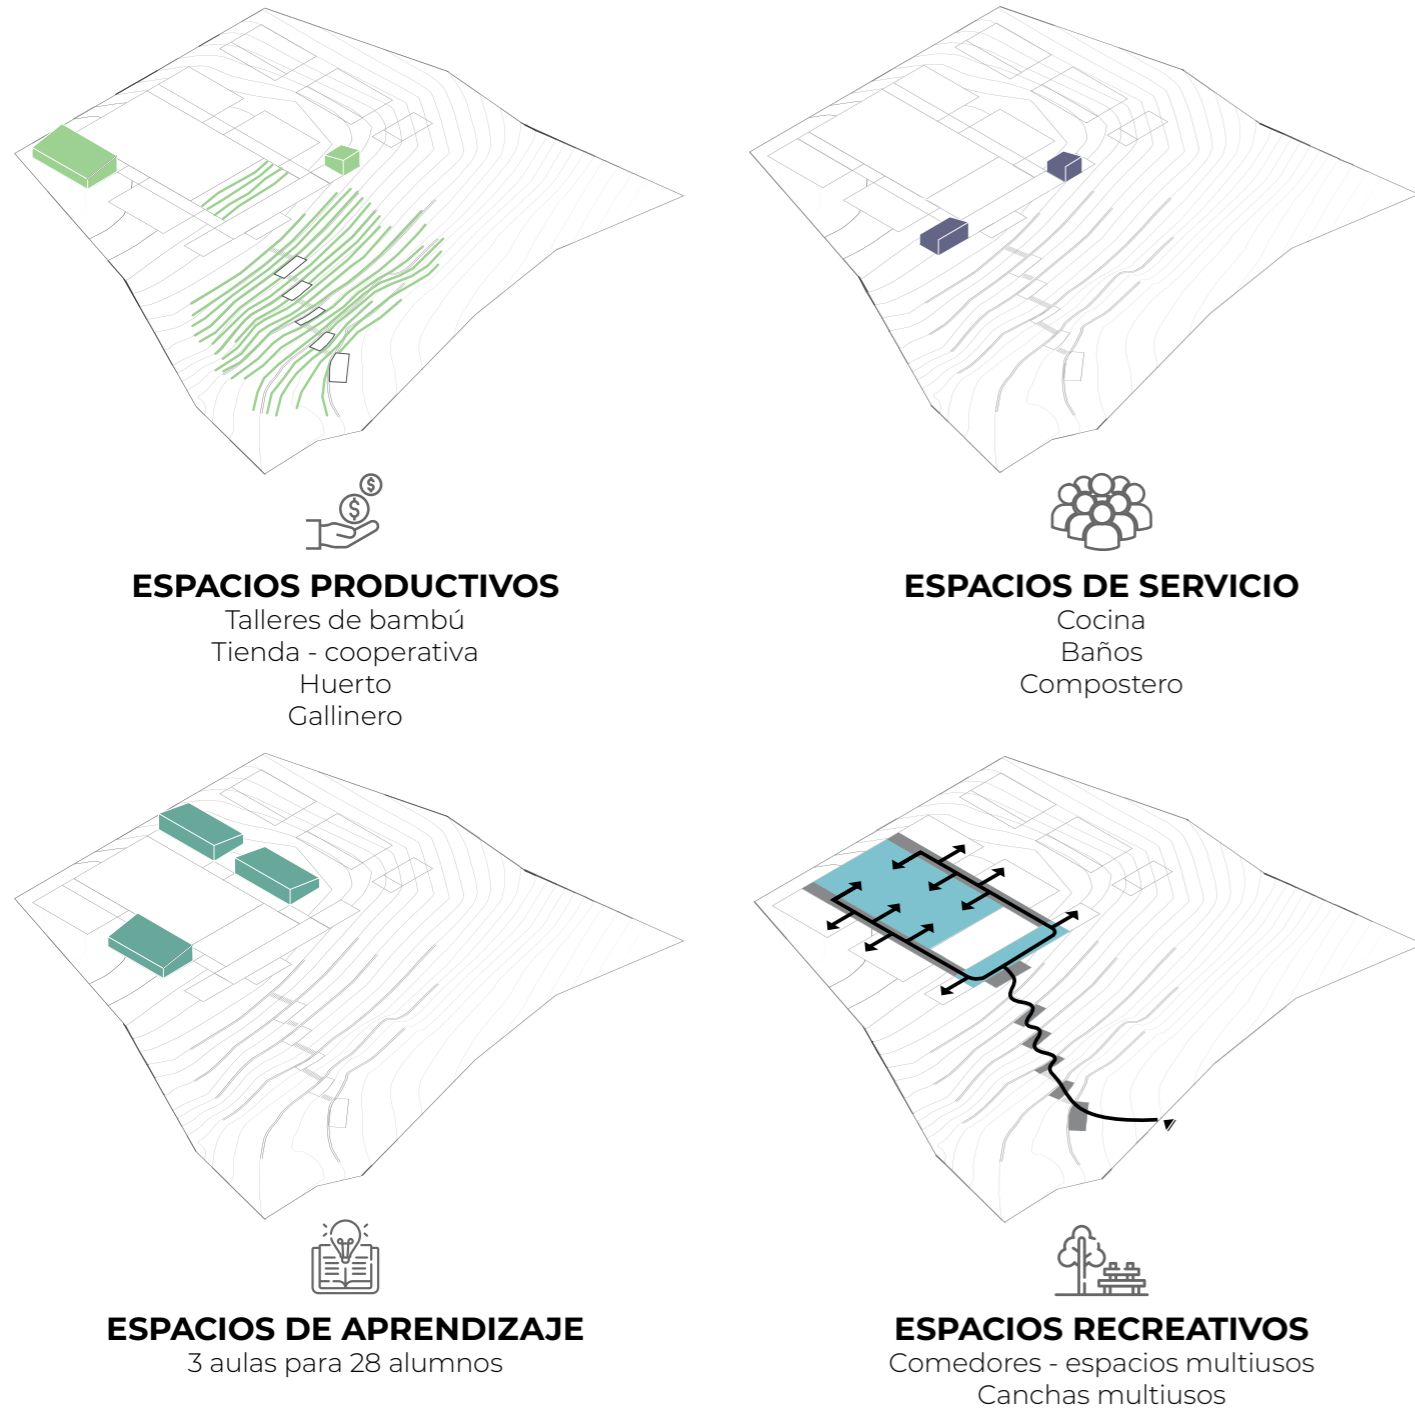 ESPACIOS PRODUCTIVOS
Talleres de bambú
Tienda - cooperativa
Huerto
Gallinero
ESPACIOS DE SERVICIO
Cocina
Baños
Compostero
ESPACIOS DE APRENDIZAJE
3 aulas para 28 alumnos
ESPACIOS RECREATIVOS
Comedores - espacios multiusos
Canchas multiusos